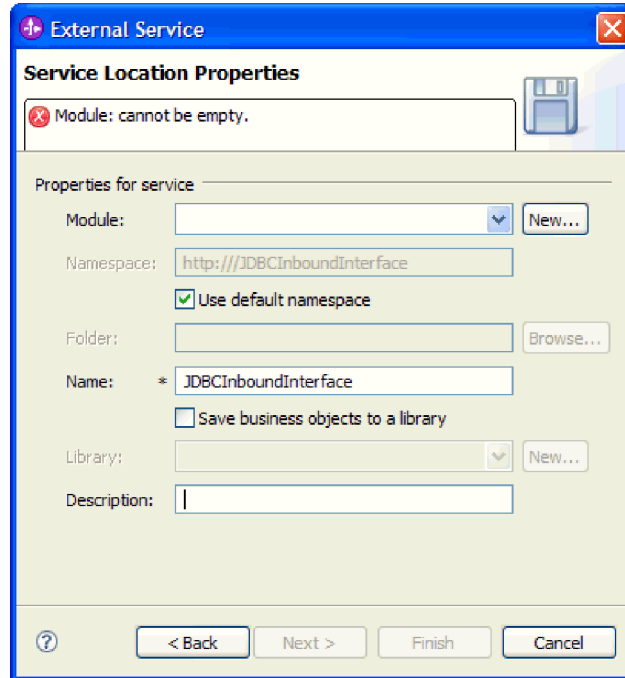 External Service
Service Location Properties
Module: cannot be empty.
Properties for service
Module: New...
Namespace: http:///JDBCInboundInterface
Use default namespace
Folder: Browse...
Name: * JDBCInboundInterface
Save business objects to a library
Library: New...
Description:
< Back Next > Finish Cancel